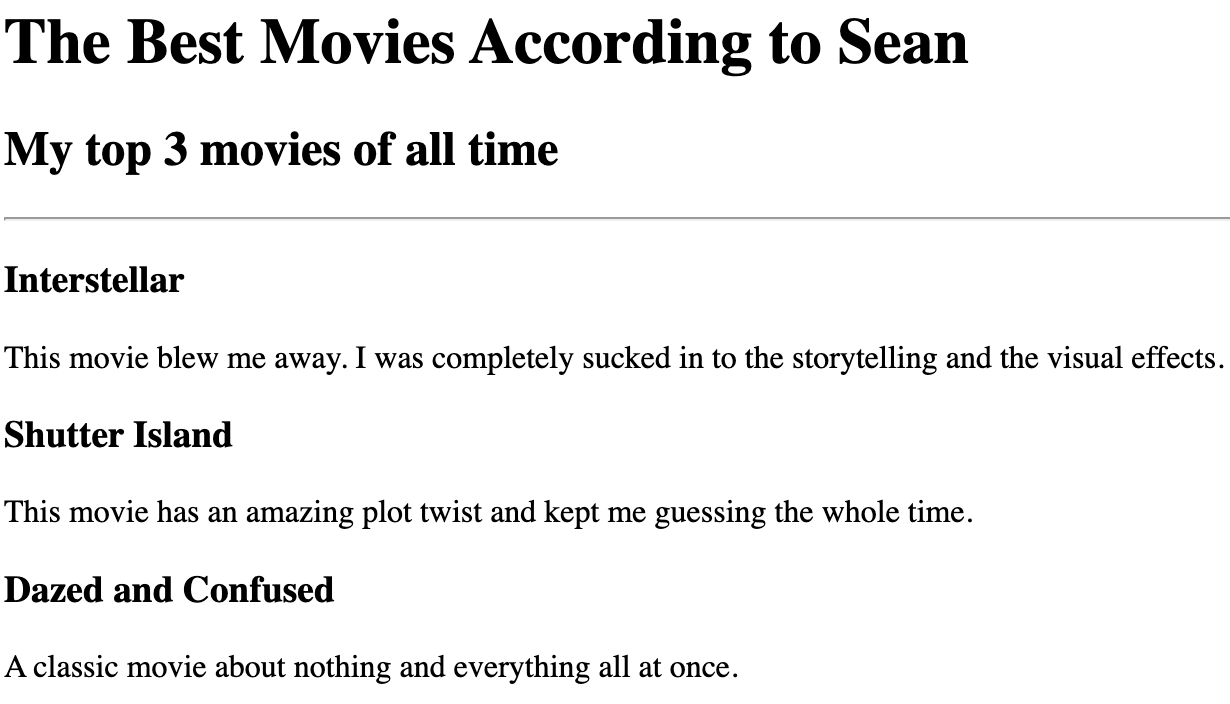 The Best Movies According to Sean
My top 3 movies of all time
Interstellar
This movie blew me away. I was completely sucked in to the storytelling and the visual effects.
Shutter Island
This movie has an amazing plot twist and kept me guessing the whole time.
Dazed and Confused
A classic movie about nothing and everything all at once.